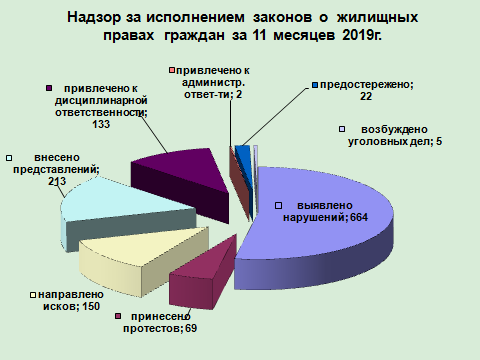 Надзор за исполнением законов о жилищных
правах граждан за 11 месяцев 2019г.
привлечено к
администр.
ответ-ти; 2
привлечено к
дисциплинарной
ответственности;
133
предостережено;
22
возбуждено
уголовных дел; 5
внесено
представлений;
213
выявлено
нарушений; 664
направлено
исков; 150
принесено
протестов; 69